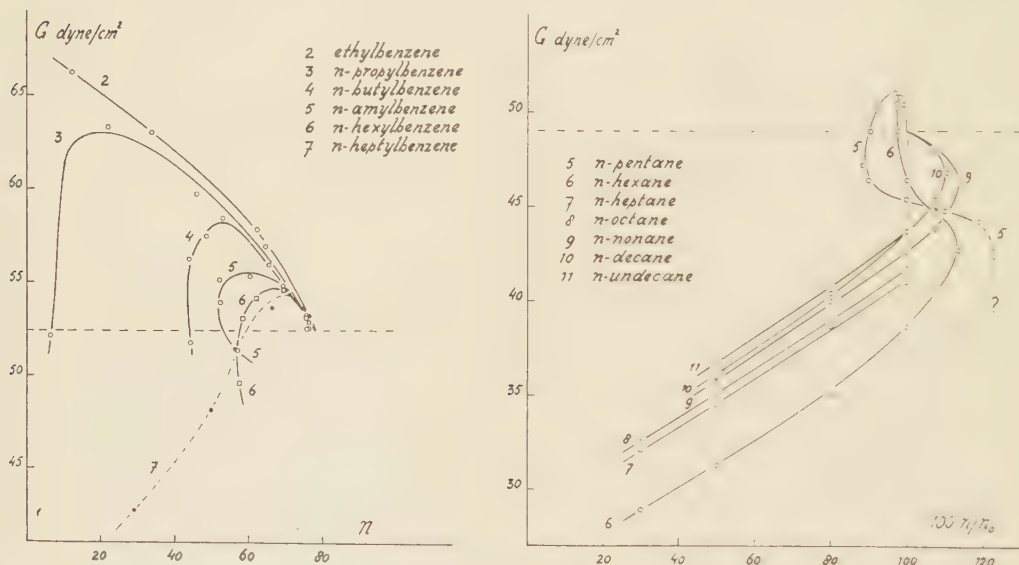 G dyne/cm²
2 ethylbenzene
3 n-propylbenzene
4 n-butylbenzene
5 n-amylbenzene
6 n-hexylbenzene
7 n-heptylbenzene
65
60
55
50
45
2
3
4
5
6
5
6
7
n
20
40
60
80
G dyne/cm²
5 n-pentane
6 n-hexane
7 n-heptane
8 n-octane
9 n-nonane
10 n-decane
11 n-undecane
50
45
40
35
30
5
6
10
9
5
?
11
10
9
8
7
6
100 n/n₀
20
40
60
80
100
120